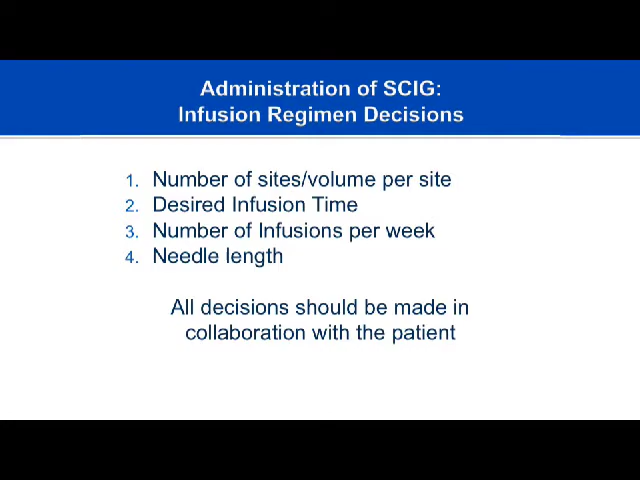 Administration of SCIG:
Infusion Regimen Decisions
1. Number of sites/volume per site
2. Desired Infusion Time
3. Number of Infusions per week
4. Needle length
All decisions should be made in
collaboration with the patient